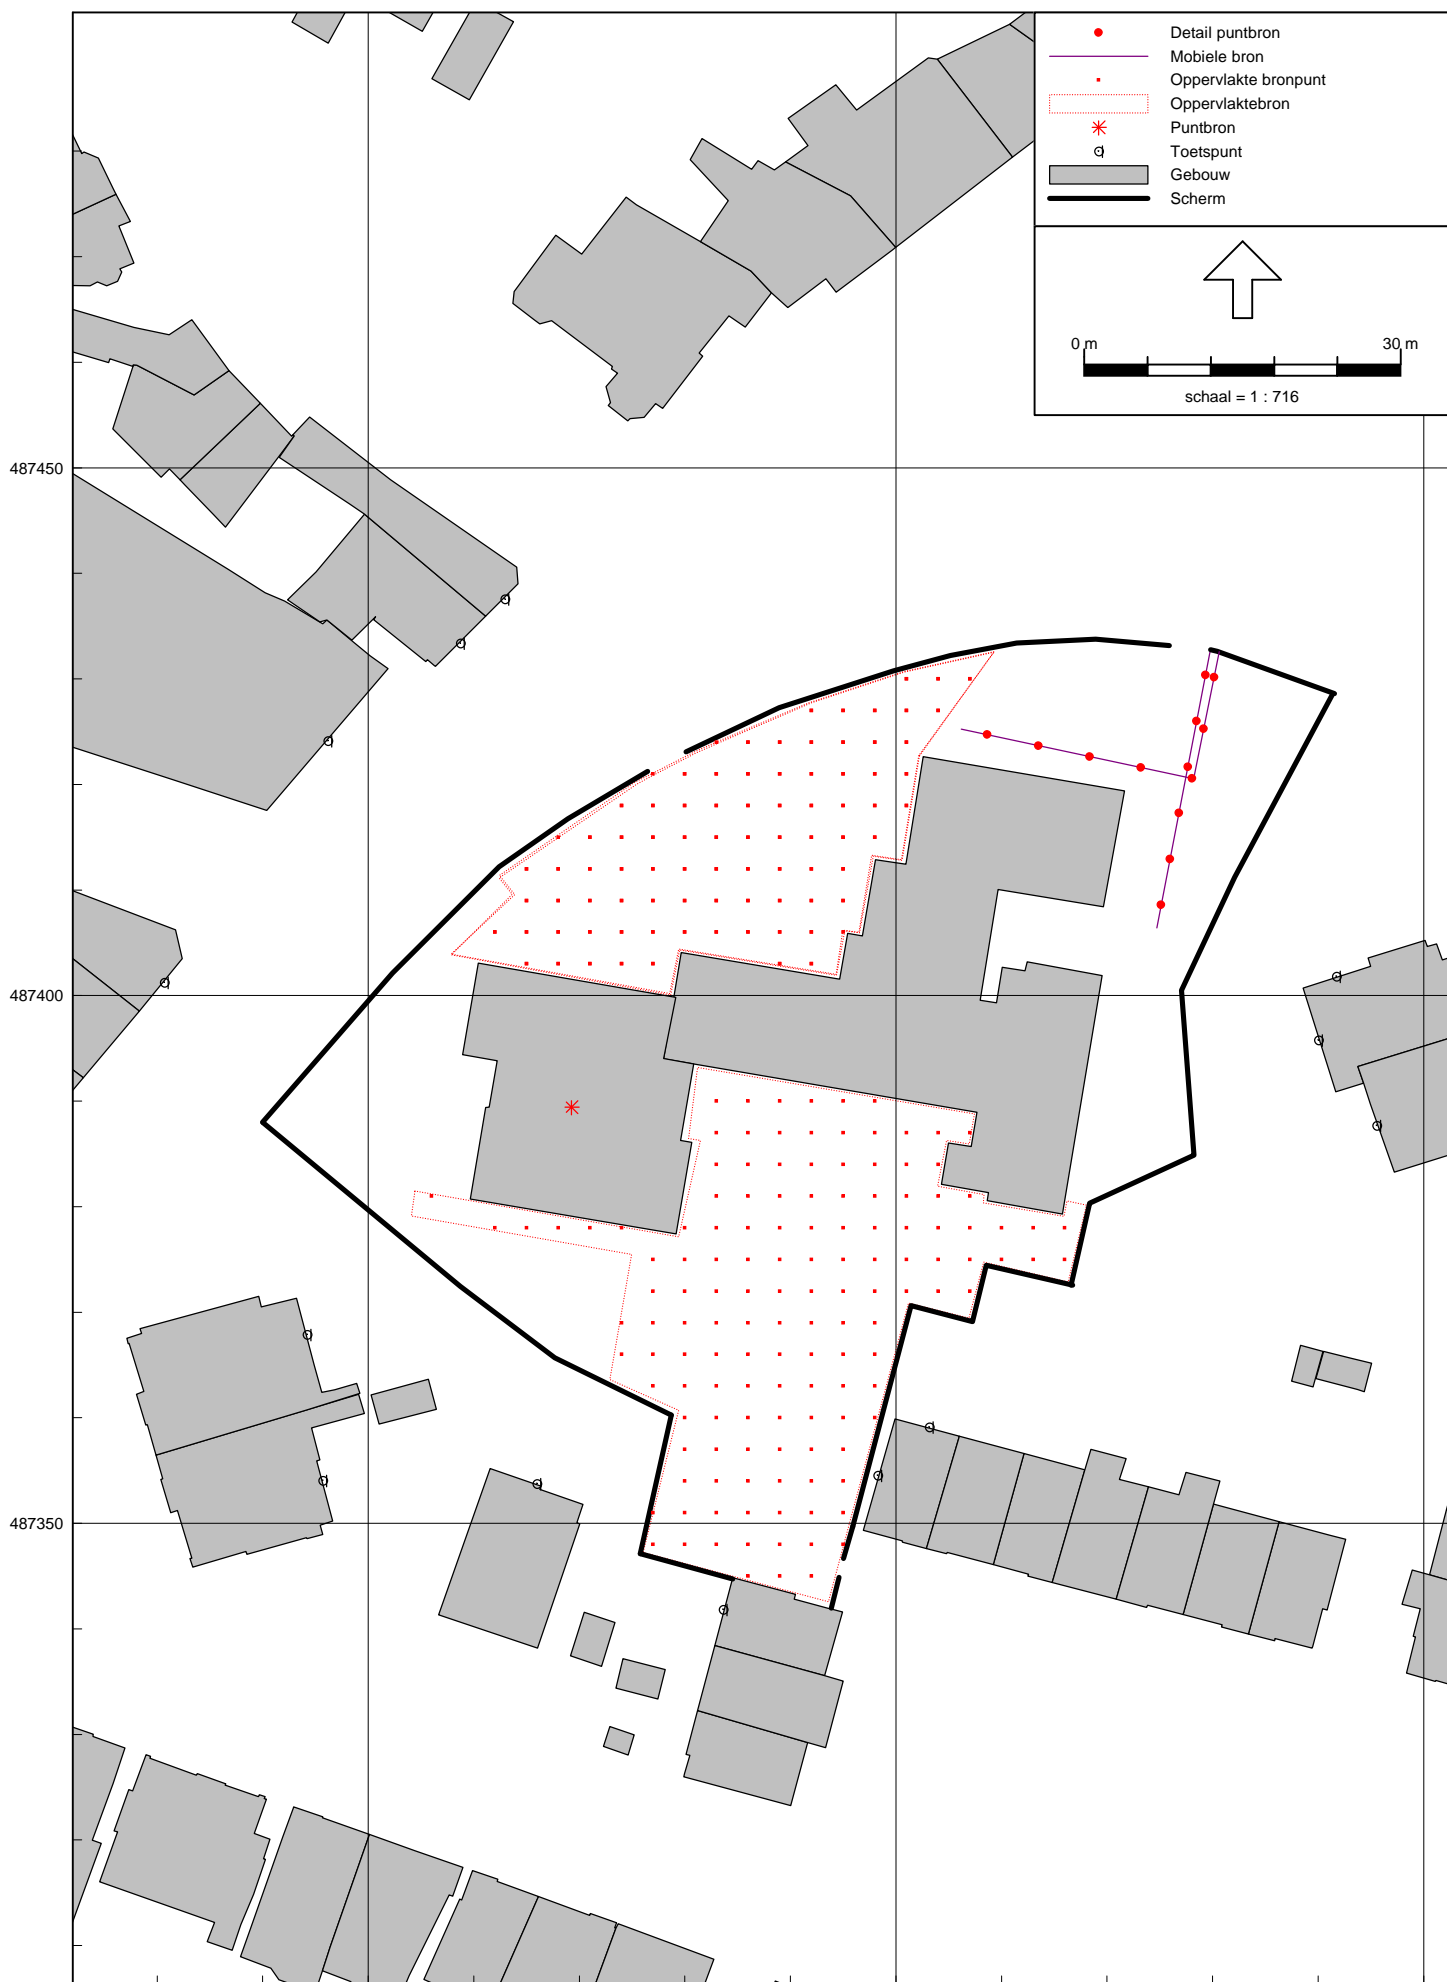 Detail puntbron
Mobiele bron
Oppervlakte bronpunt
Oppervlaktebron
Puntbron
Toetspunt
Gebouw
Scherm
0 m 30 m
schaal = 1 : 716
487450
487400
487350